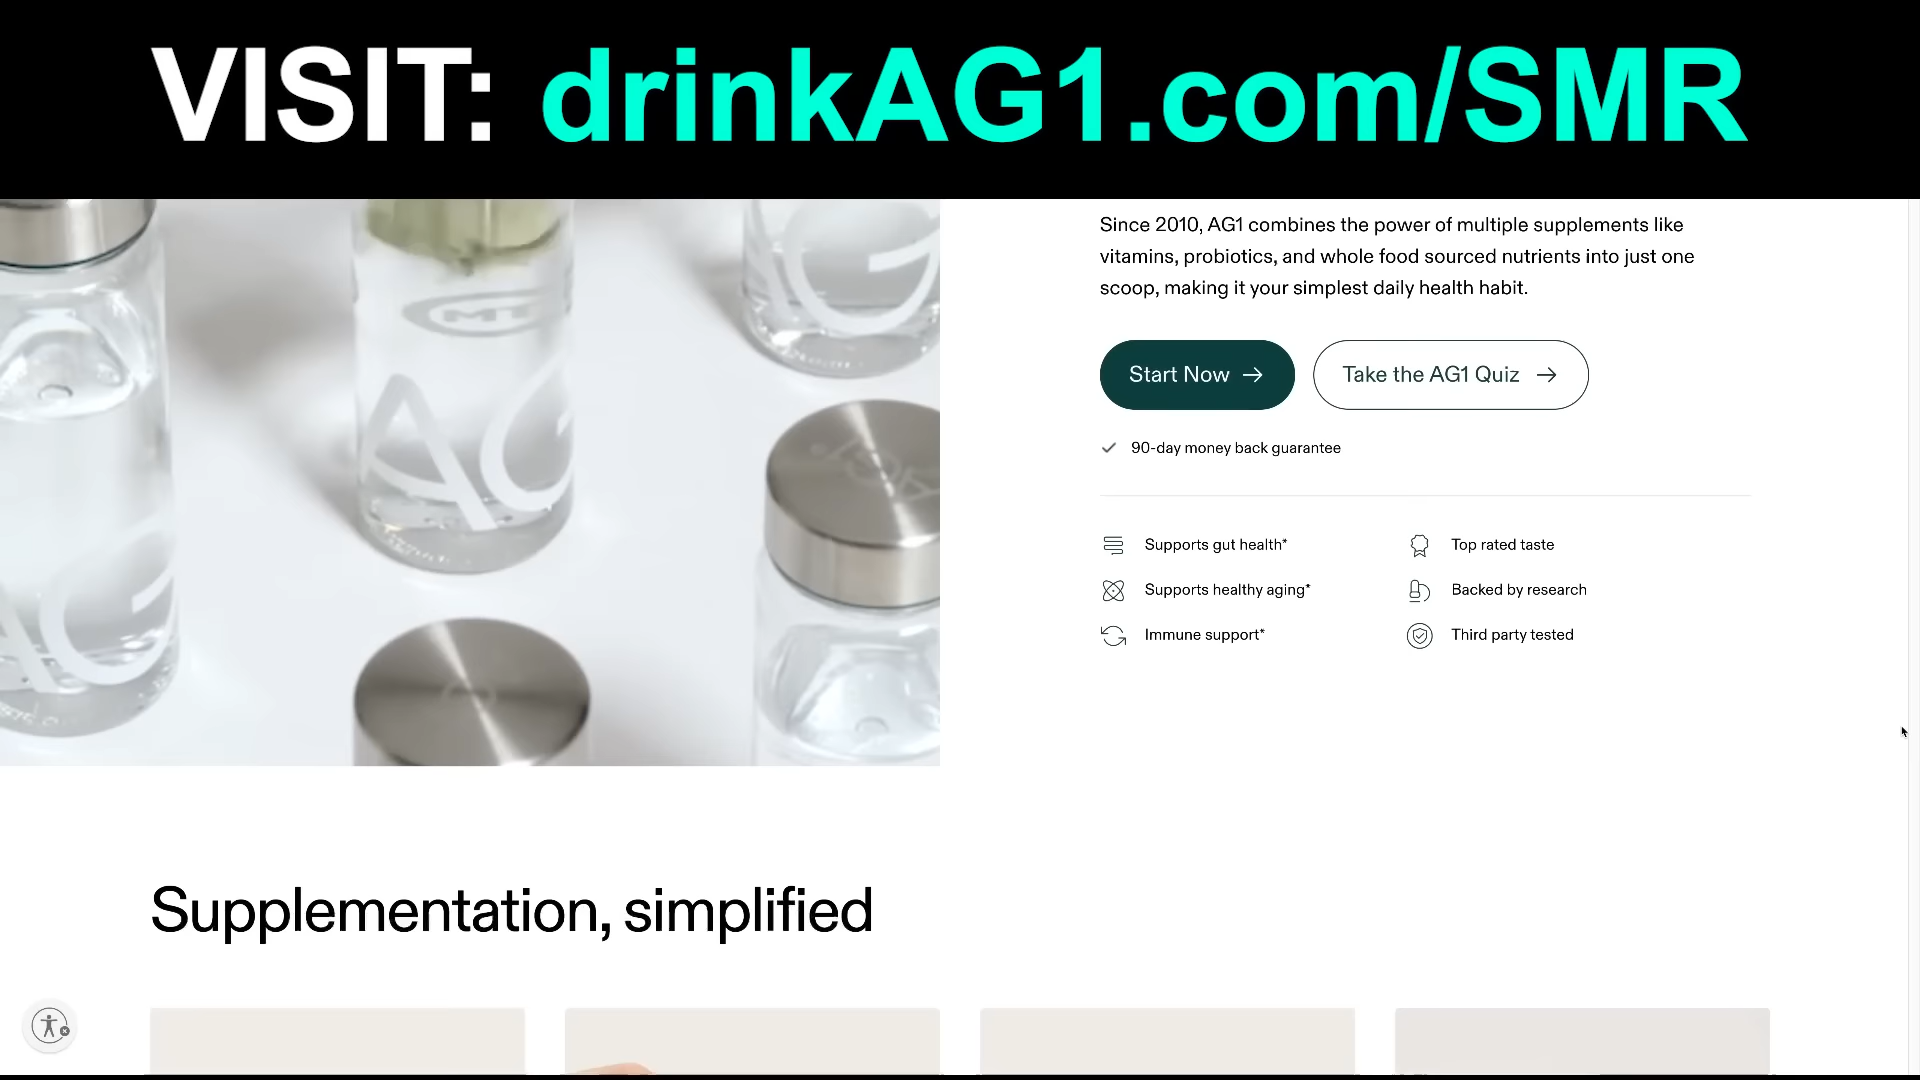 VISIT: drinkAG1.com/SMR
Since 2010, AG1 combines the power of multiple supplements like
vitamins, probiotics, and whole food sourced nutrients into just one
scoop, making it your simplest daily health habit.
Start Now
Take the AG1 Quiz
90-day money back guarantee
Supports gut health*
Top rated taste
Supports healthy aging*
Backed by research
Immune support*
Third party tested
AG
AG
AG
Supplementation, simplified